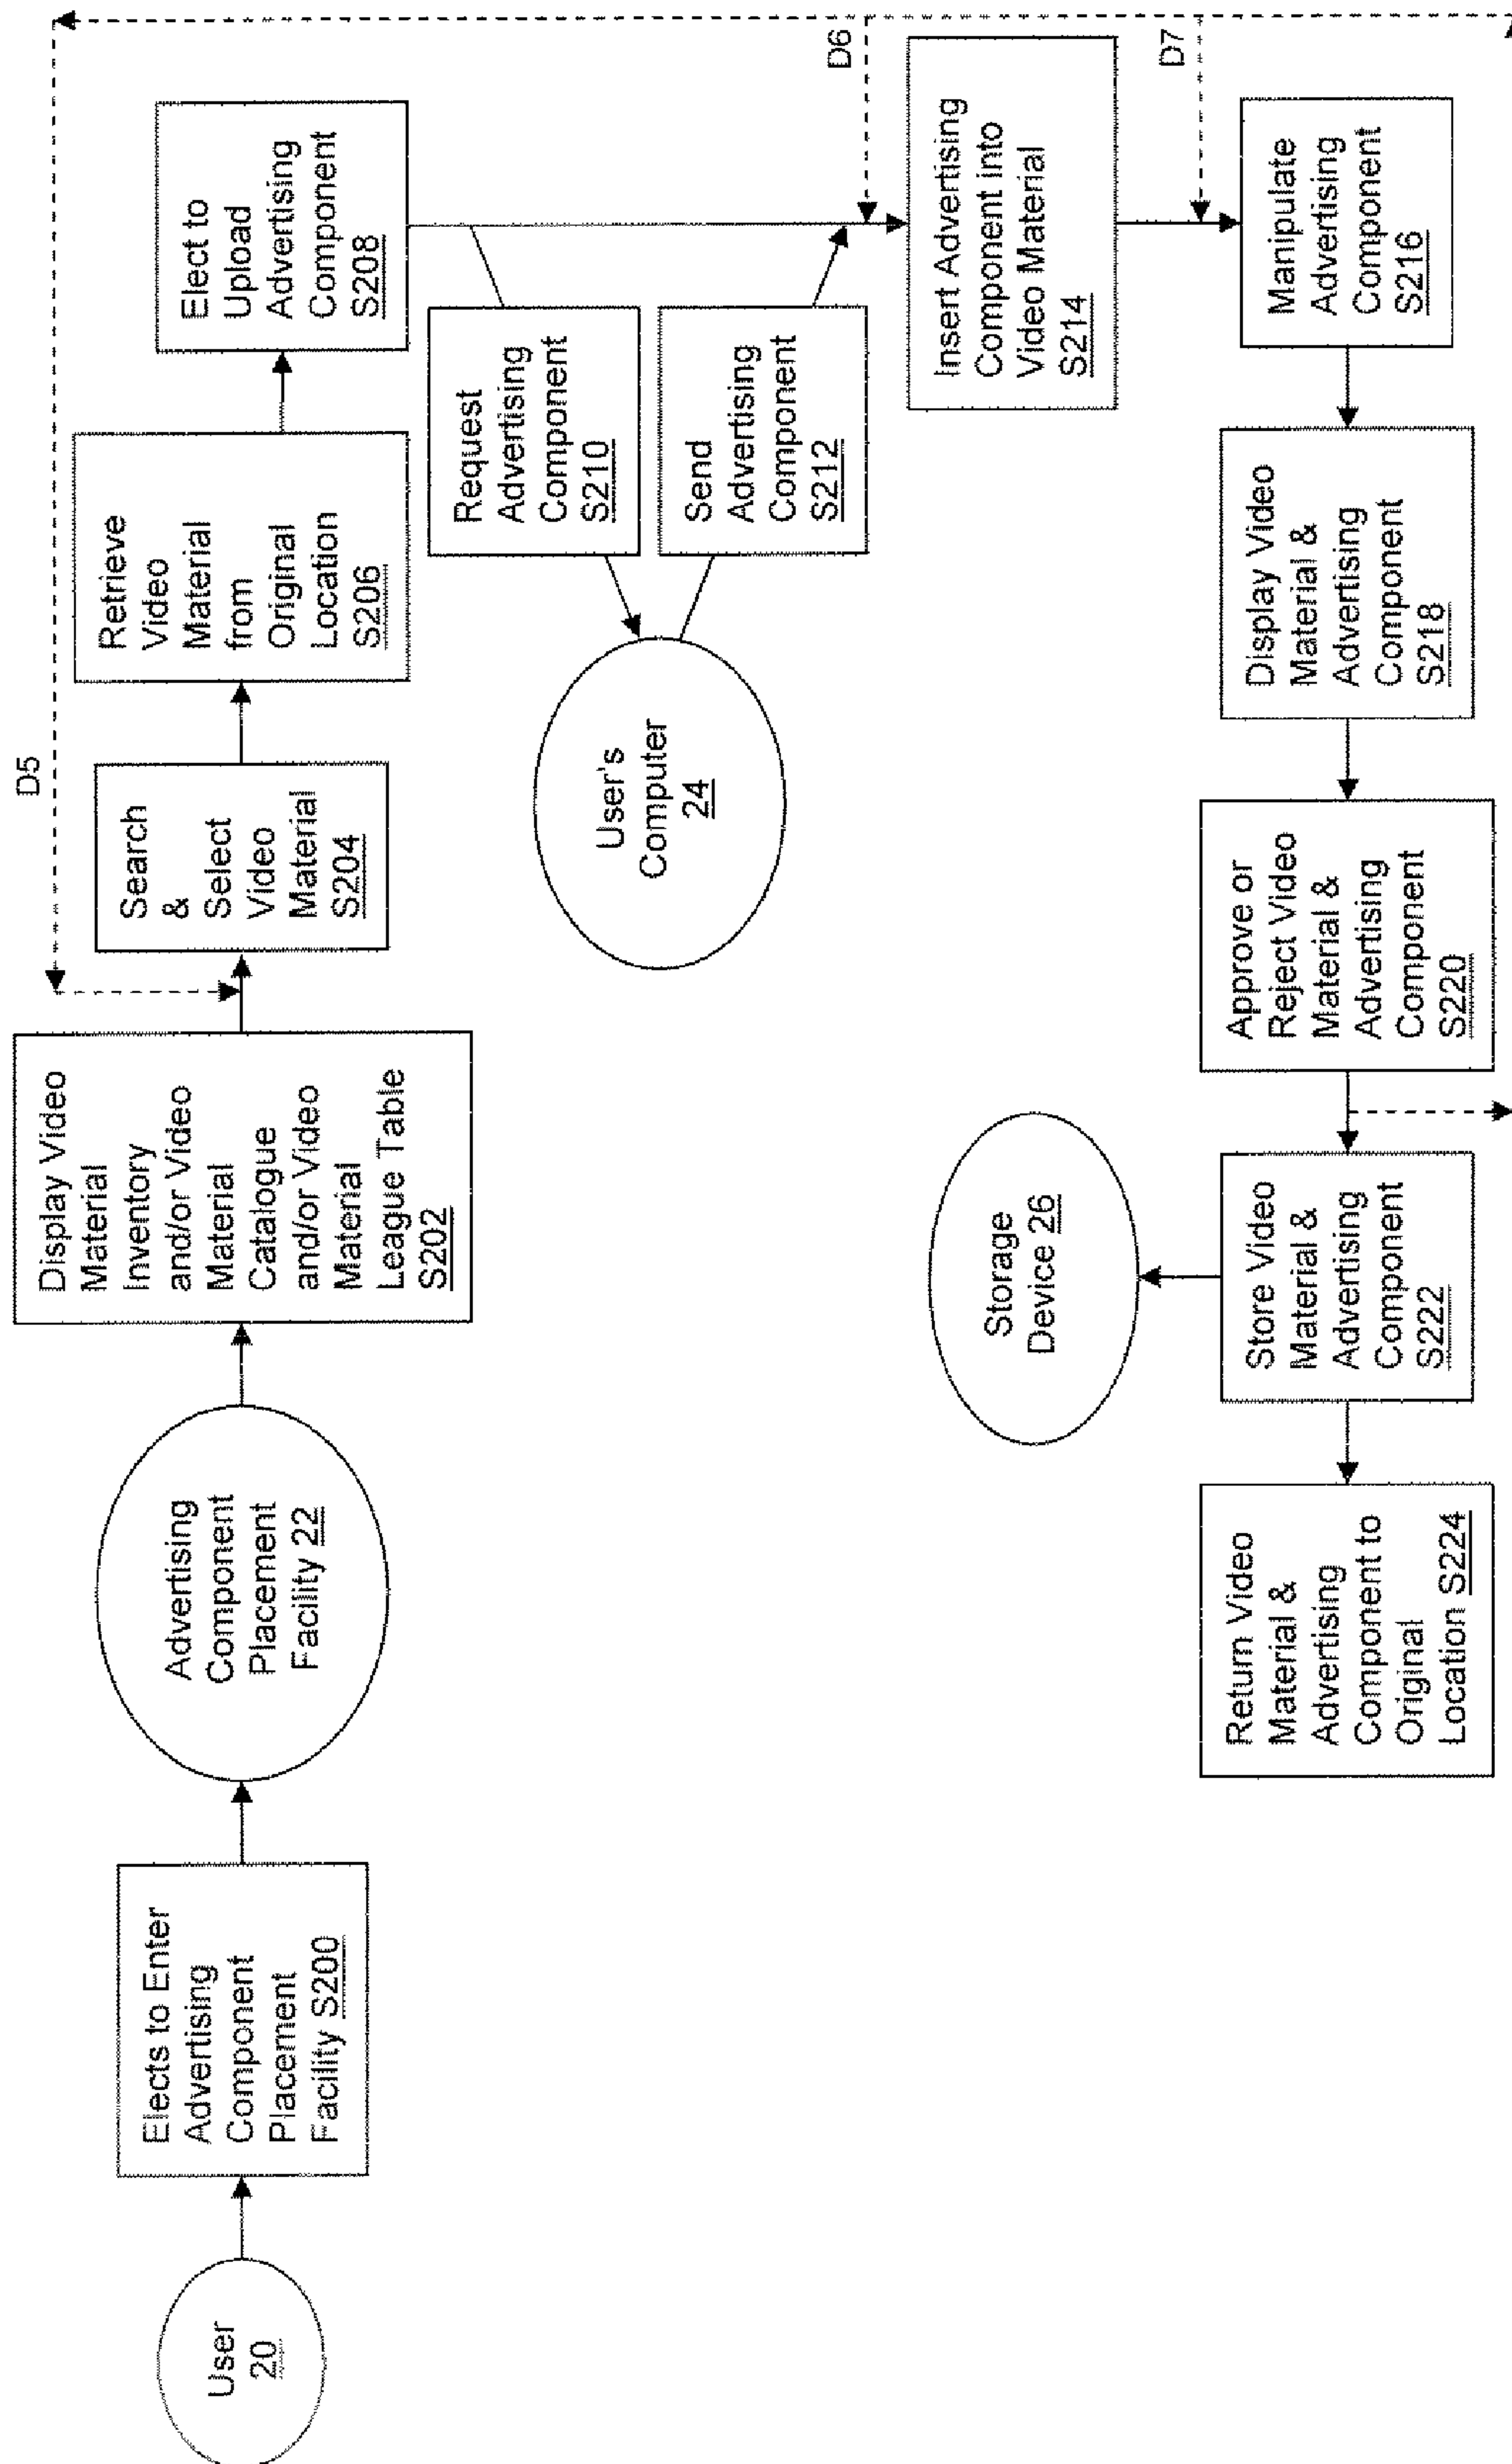 User
20
Elects to Enter
Advertising
Component
Placement
Facility S200
Advertising
Component
Placement
Facility 22
Display Video
Material
Inventory
and/or Video
Material
Catalogue
and/or Video
Material
League Table
S202
D5
Search
&
Select
Video
Material
S204
Retrieve
Video
Material
from
Original
Location
S206
Elect to
Upload
Advertising
Component
S208
Request
Advertising
Component
S210
User's
Computer
24
Send
Advertising
Component
S212
D6
Insert Advertising
Component into
Video Material
S214
D7
Manipulate
Advertising
Component
S216
Display Video
Material &
Advertising
Component
S218
Approve or
Reject Video
Material &
Advertising
Component
S220
Store Video
Material &
Advertising
Component
S222
Storage
Device 26
Return Video
Material &
Advertising
Component to
Original
Location S224